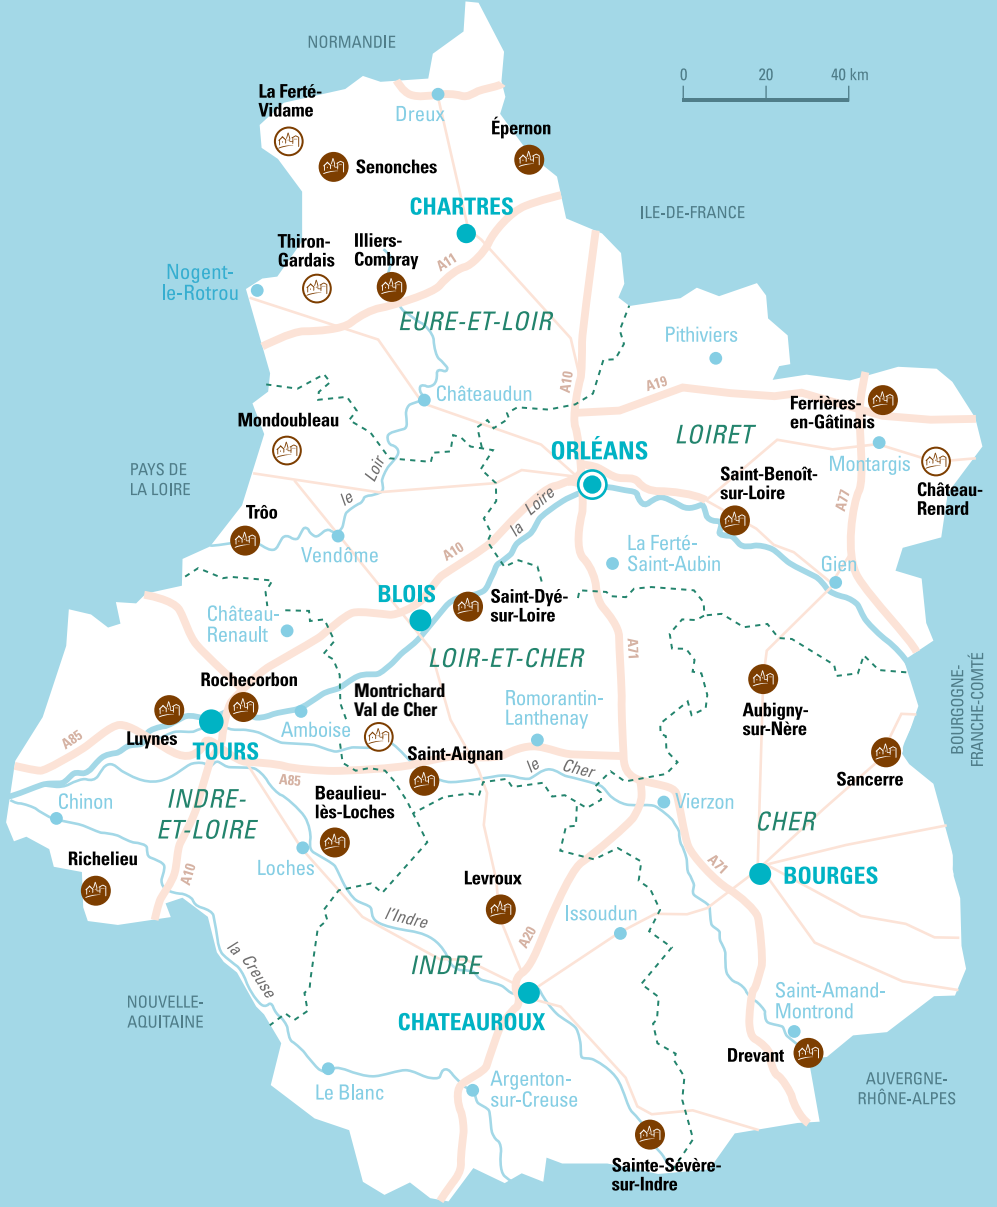 NORMANDIE
0 20 40 km
La Ferté-
Vidame
Dreux
Épernon
Senonches
CHARTRES
ILE-DE-FRANCE
Thiron-
Gardais
Illiers-
Combray
A11
Nogent-
le-Rotrou
EURE-ET-LOIR
Pithiviers
A10
A19
Châteaudun
Ferrières-
en-Gâtinais
Mondoubleau
LOIRET
ORLÉANS
Montargis
PAYS DE
LA LOIRE
le Loir
Saint-Benoît-
sur-Loire
Château-
Renard
A77
la Loire
Trôo
Vendôme
A10
La Ferté-
Saint-Aubin
Gien
BLOIS
Saint-Dyé-
sur-Loire
Château-
Renault
LOIR-ET-CHER
A71
BOURGOGNE-
FRANCHE-COMTÉ
Rochecorbon
Montrichard
Val de Cher
Romorantin-
Lanthenay
Aubigny-
sur-Nère
Luynes
Amboise
A85
TOURS
Saint-Aignan
le Cher
Sancerre
A85
Chinon
INDRE-
ET-LOIRE
Beaulieu-
lès-Loches
Vierzon
CHER
Richelieu
Loches
A10
A71
BOURGES
Levroux
l'Indre
Issoudun
A20
la Creuse
INDRE
NOUVELLE-
AQUITAINE
CHATEAUROUX
Saint-Amand-
Montrond
Drevant
Le Blanc
Argenton-
sur-Creuse
AUVERGNE-
RHÔNE-ALPES
Sainte-Sévère-
sur-Indre